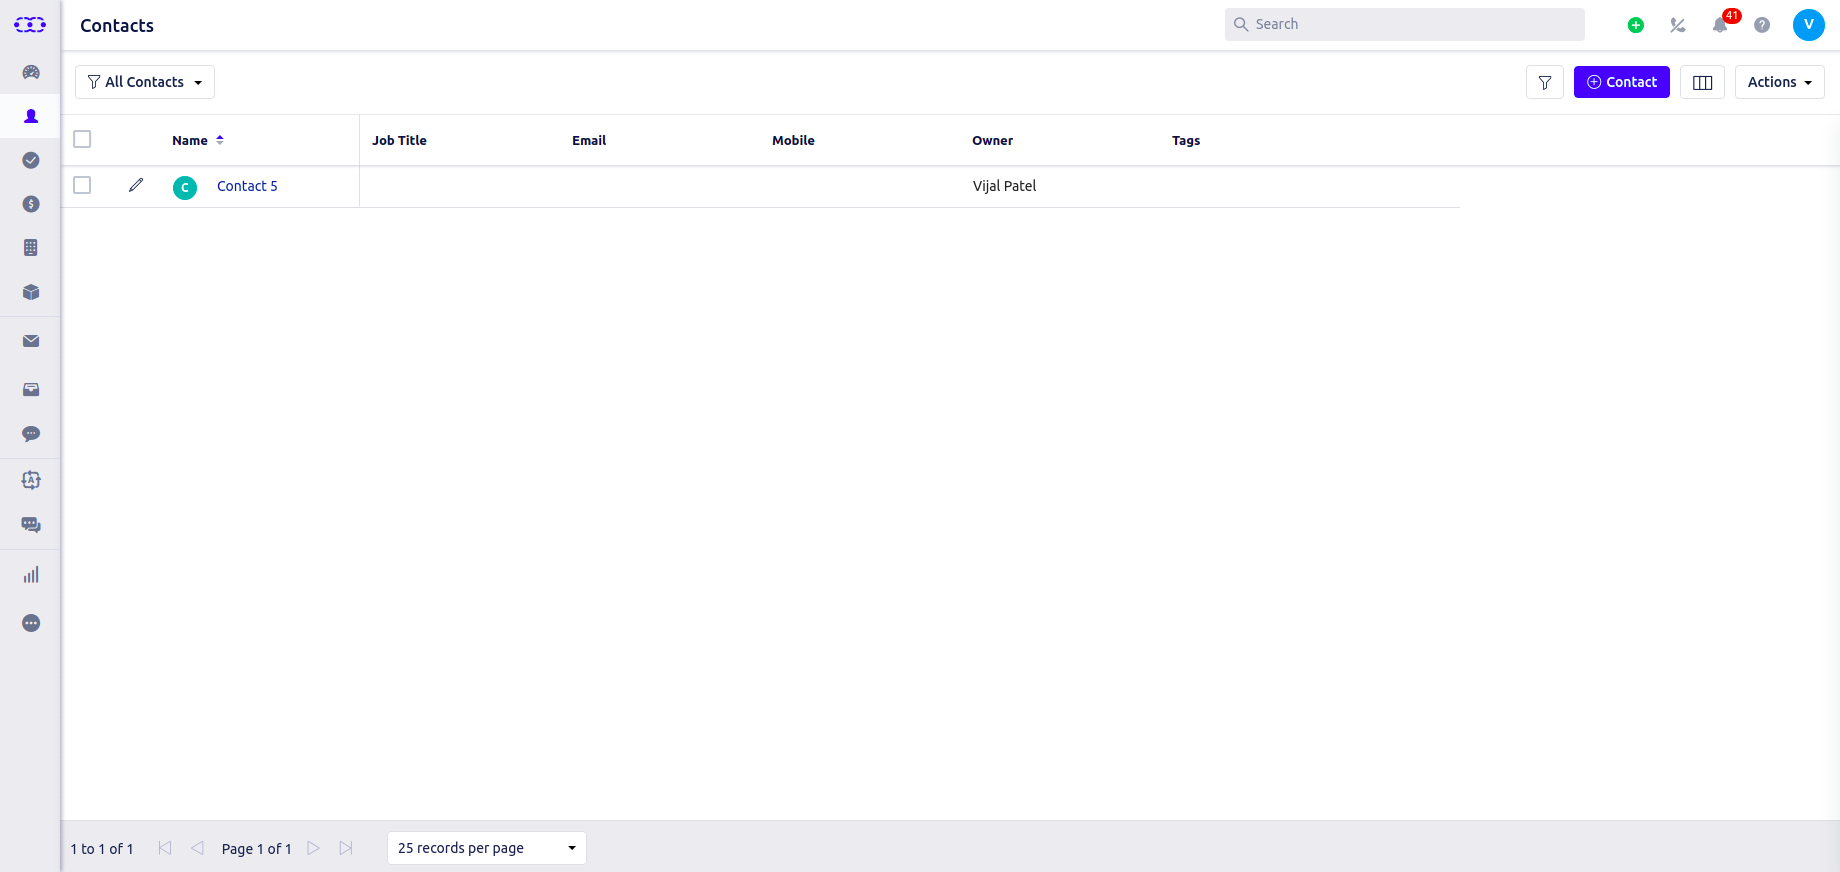 Contacts
Search
41
V
All Contacts
Contact
Actions
Name
Job Title
Email
Mobile
Owner
Tags
C
Contact 5
Vijal Patel
1 to 1 of 1
Page 1 of 1
25 records per page